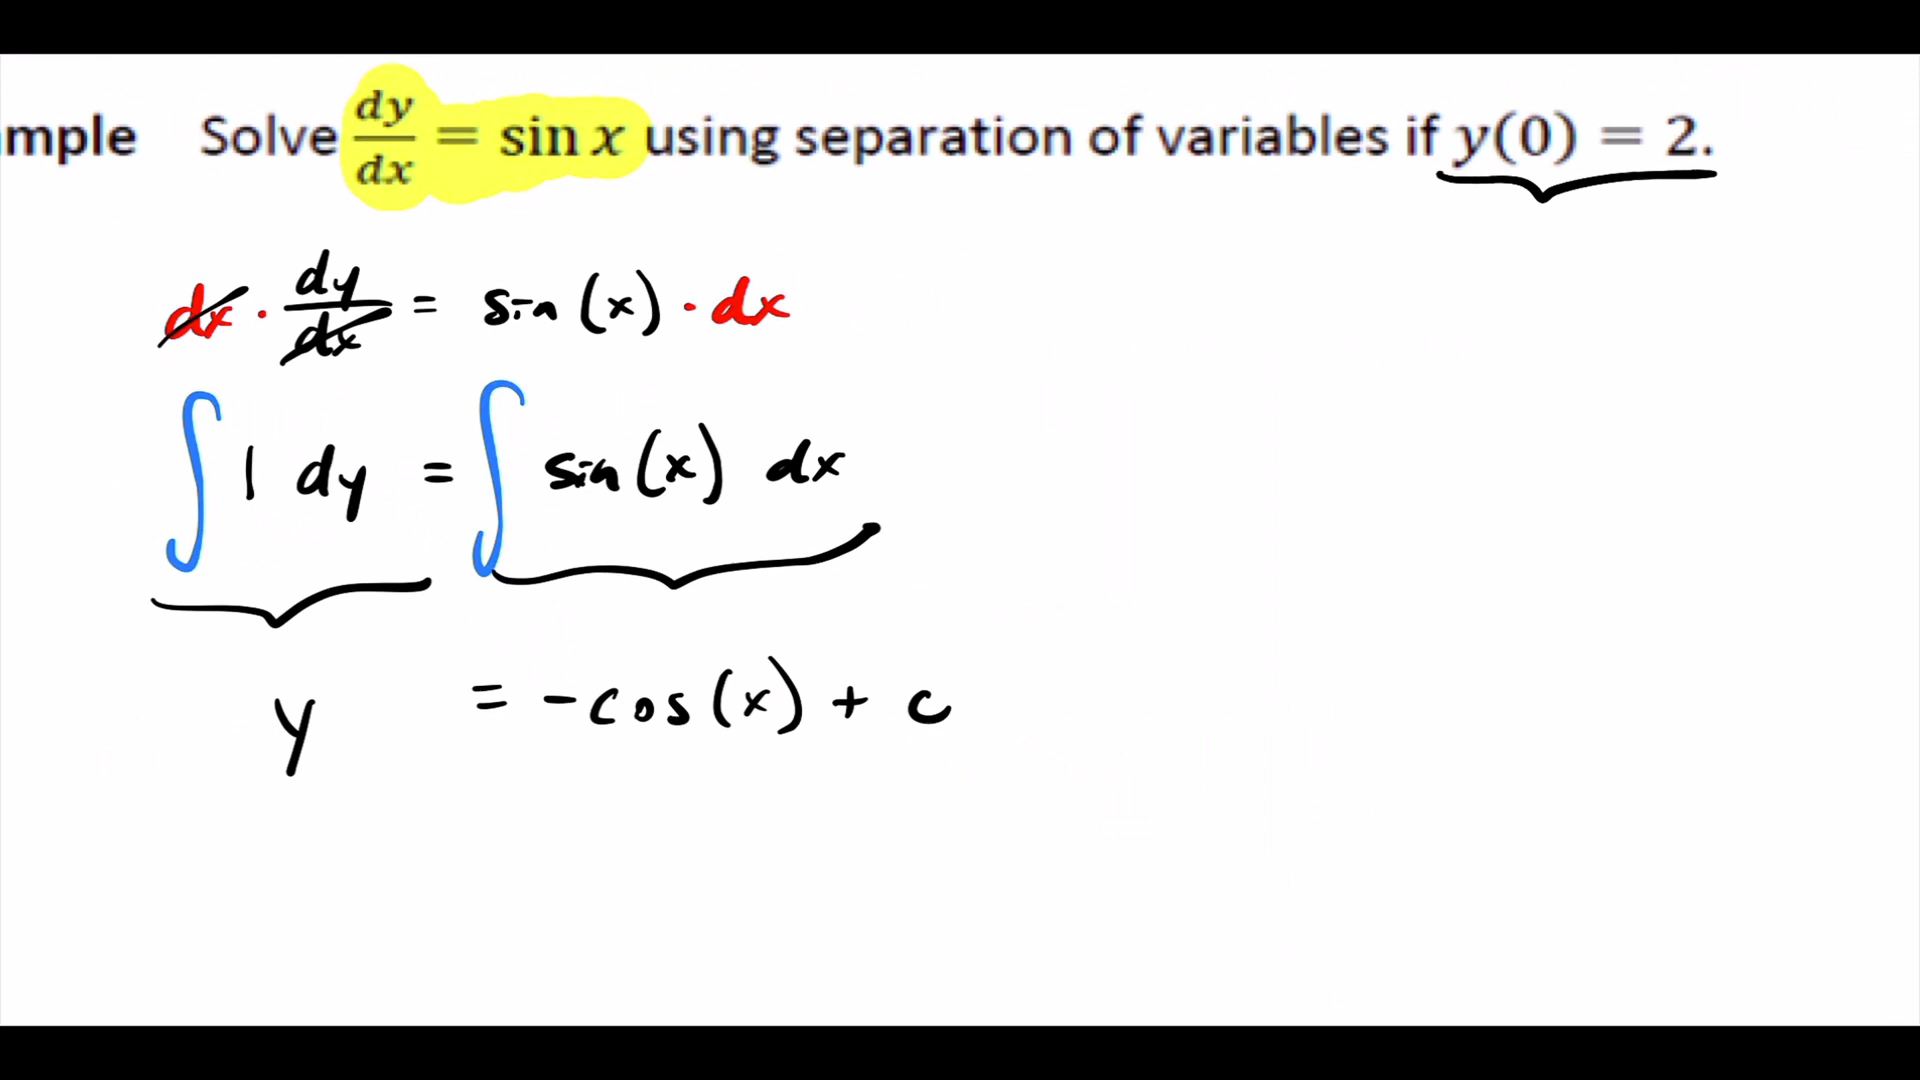 mple Solve dy/dx = sin x using separation of variables if y(0) = 2.
dx · dy/dx = sin(x) · dx
∫ 1 dy = ∫ sin(x) dx
y = -cos(x) + c